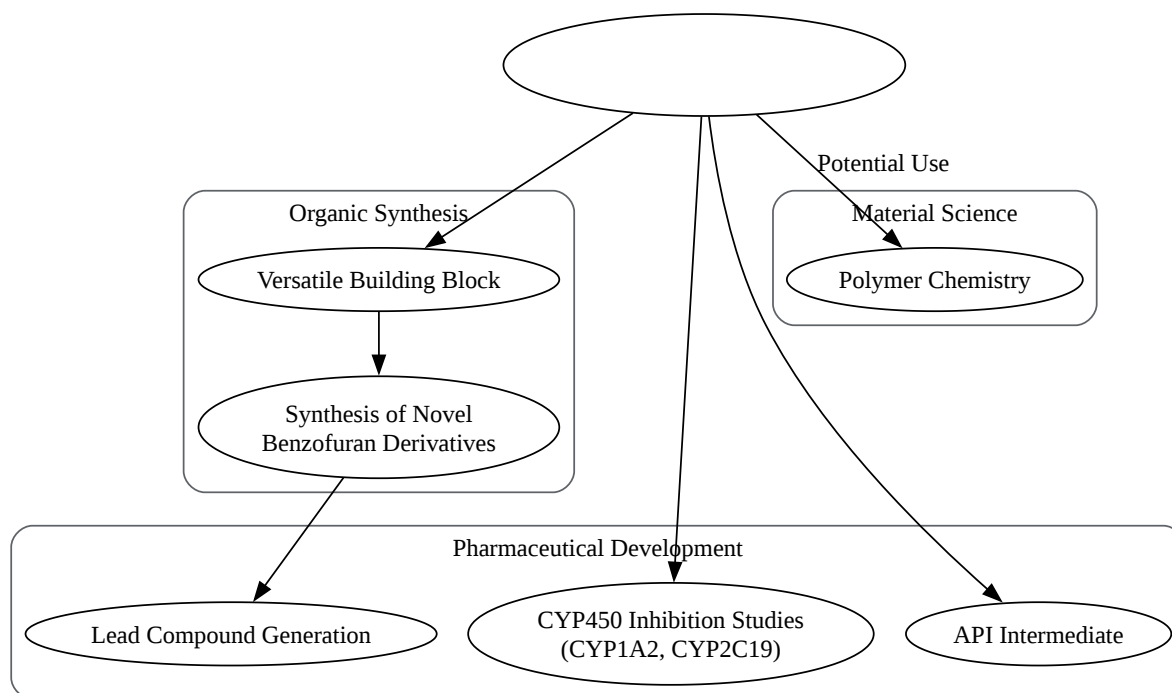 Potential Use
Organic Synthesis
Material Science
Versatile Building Block
Polymer Chemistry
Synthesis of Novel
Benzofuran Derivatives
Pharmaceutical Development
Lead Compound Generation
CYP450 Inhibition Studies
(CYP1A2, CYP2C19)
API Intermediate